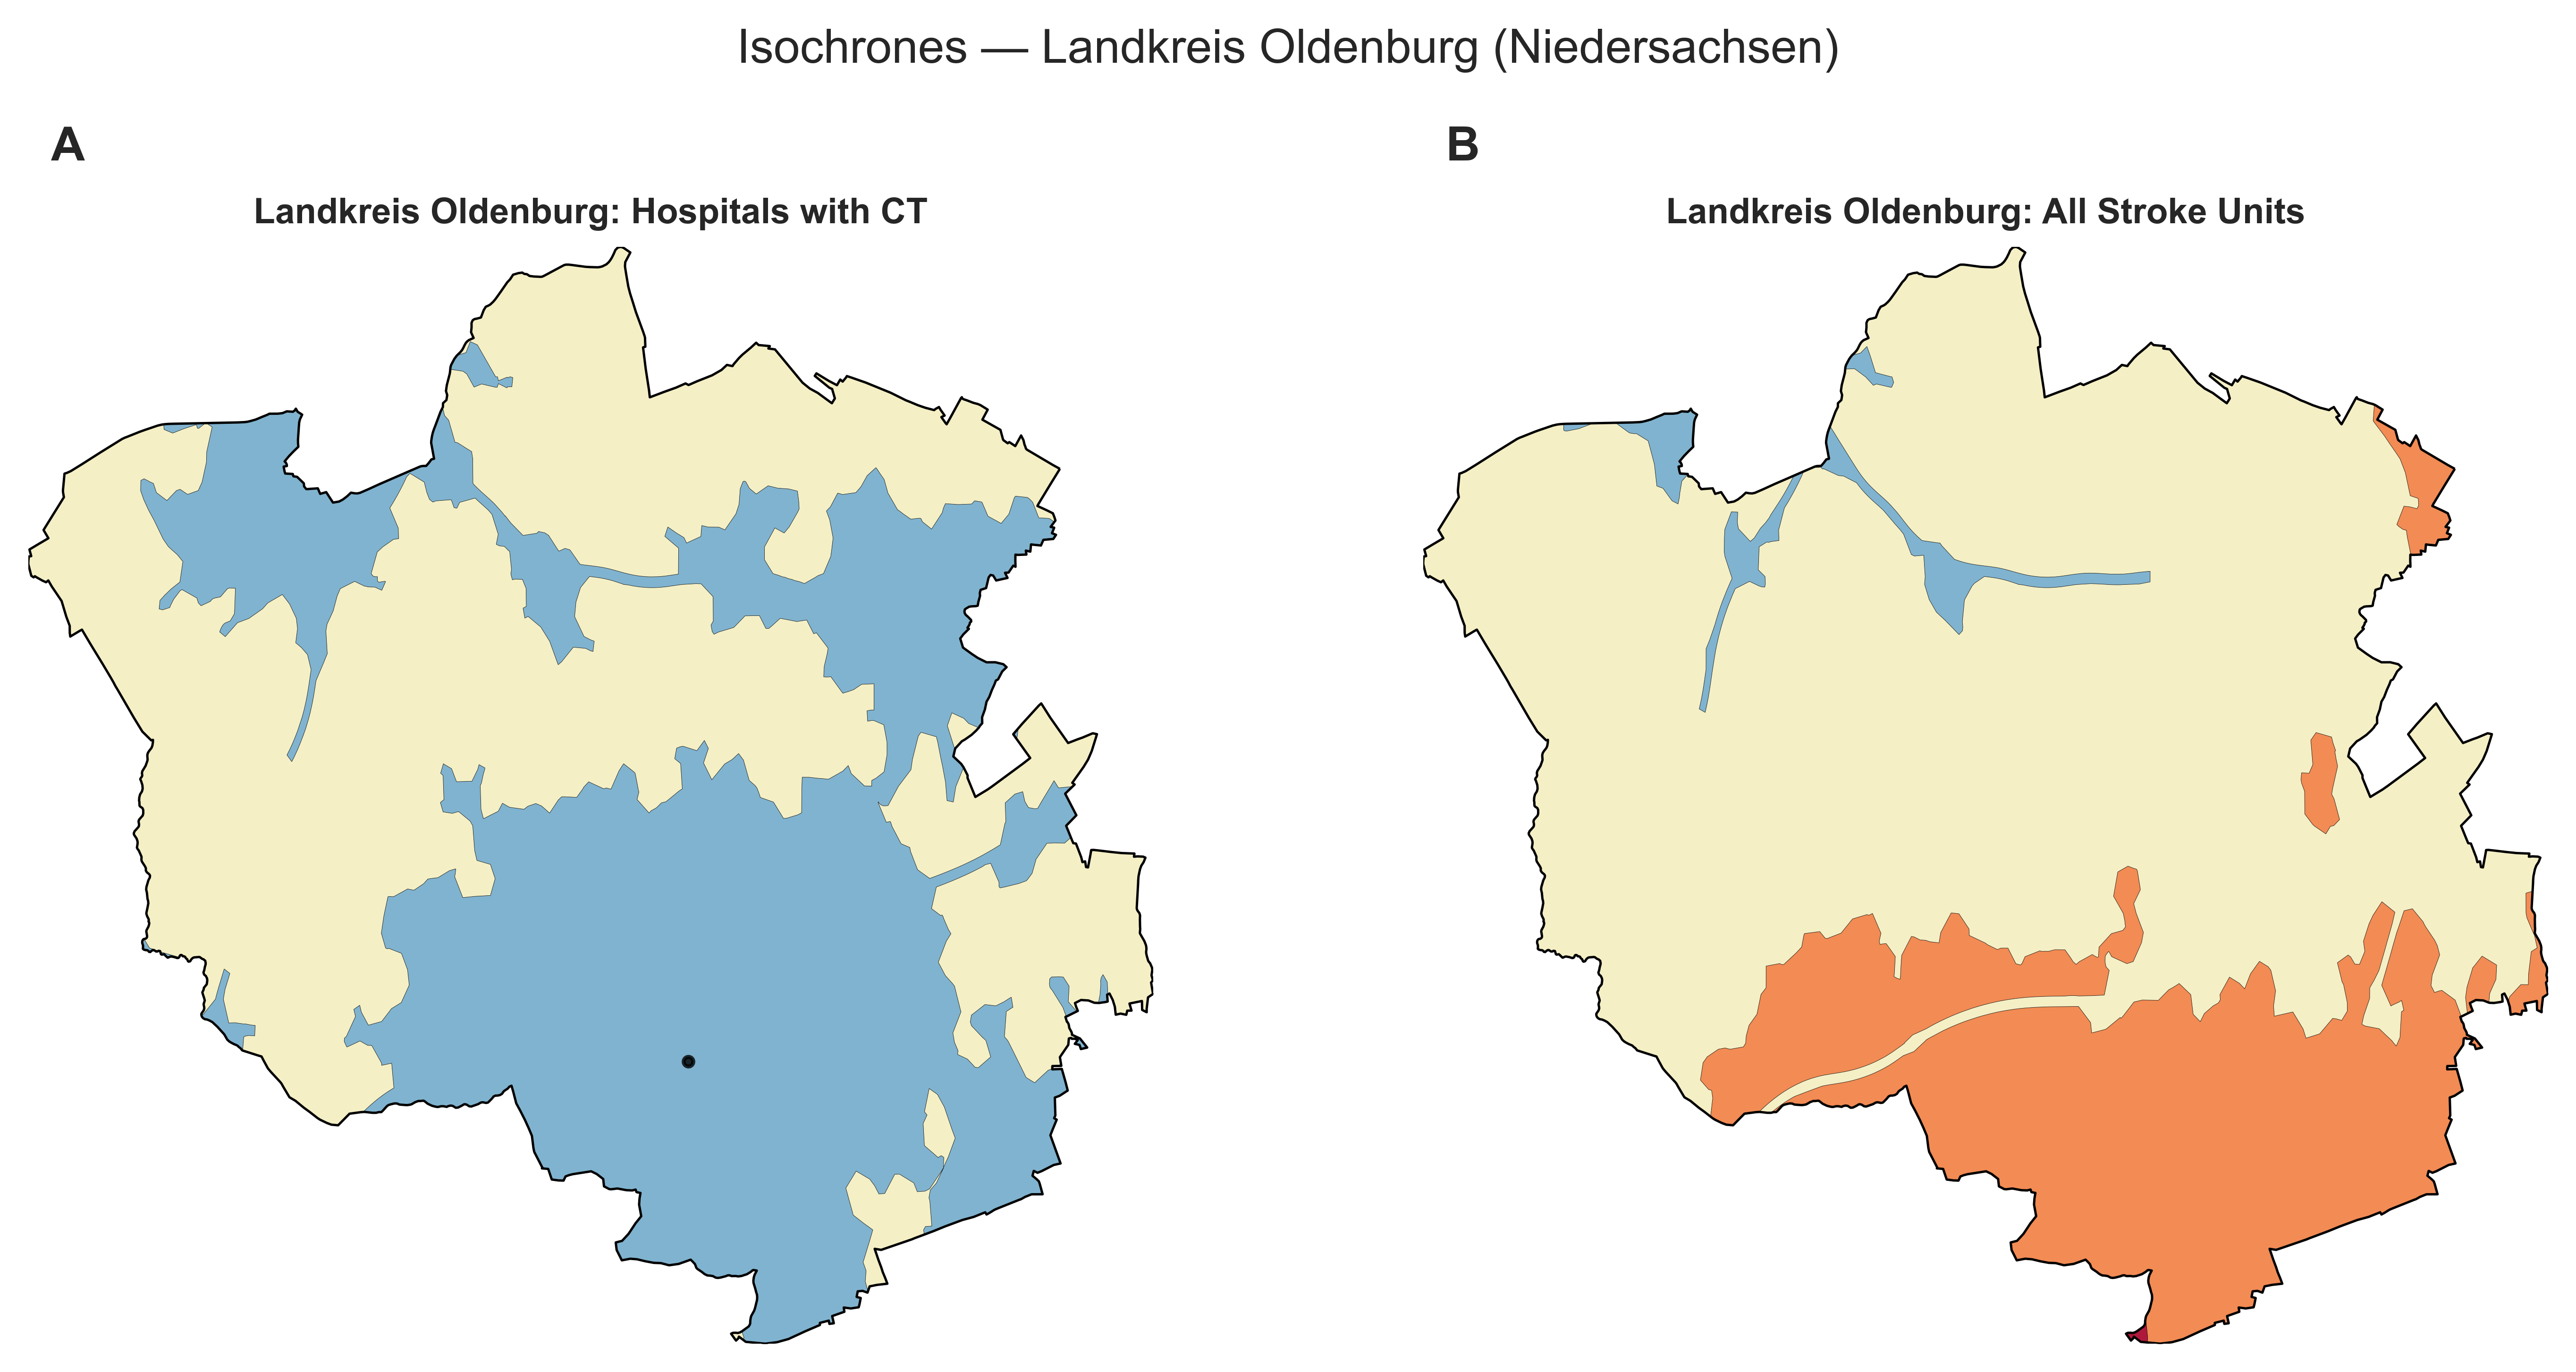 Isochrones — Landkreis Oldenburg (Niedersachsen)
A
B
Landkreis Oldenburg: Hospitals with CT
Landkreis Oldenburg: All Stroke Units